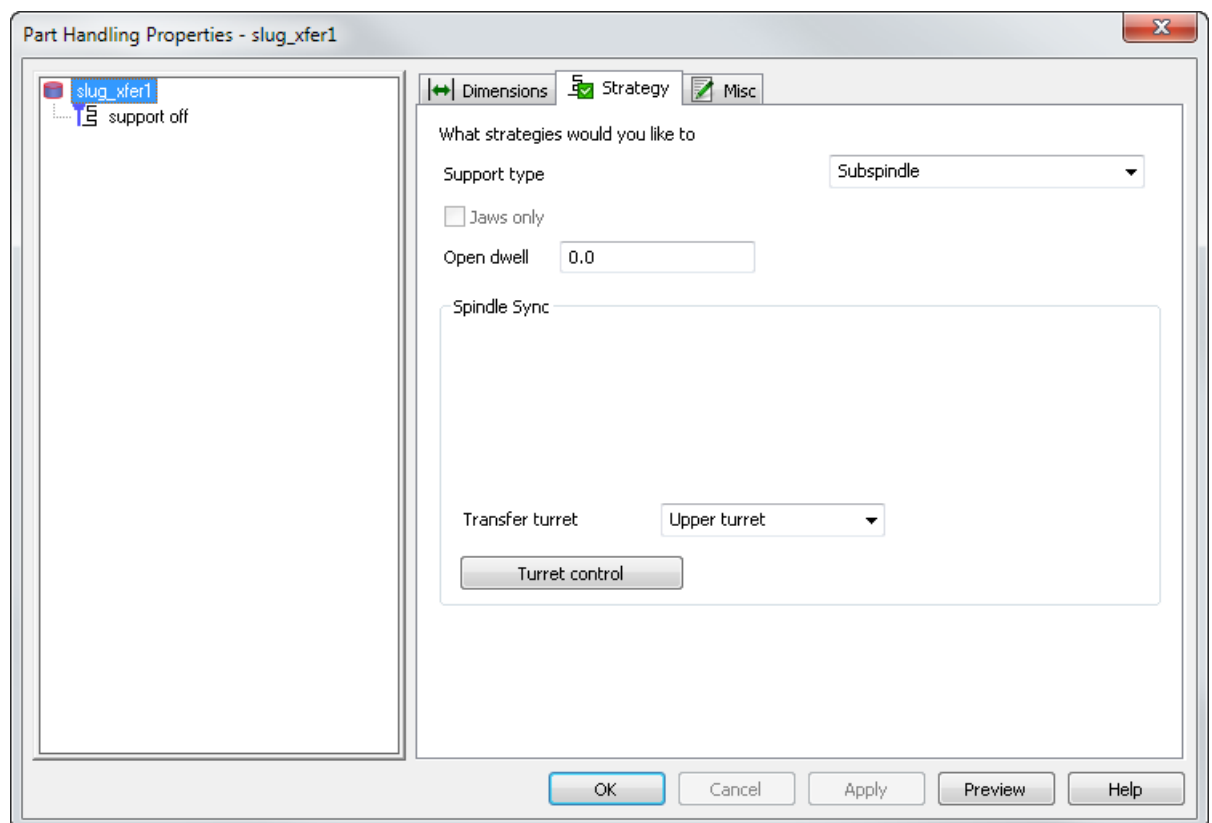 Part Handling Properties - slug_xfer1
slug_xfer1
support off
Dimensions
Strategy
Misc
What strategies would you like to
Support type
Subspindle
Jaws only
Open dwell
0.0
Spindle Sync
Transfer turret
Upper turret
Turret control
OK
Cancel
Apply
Preview
Help